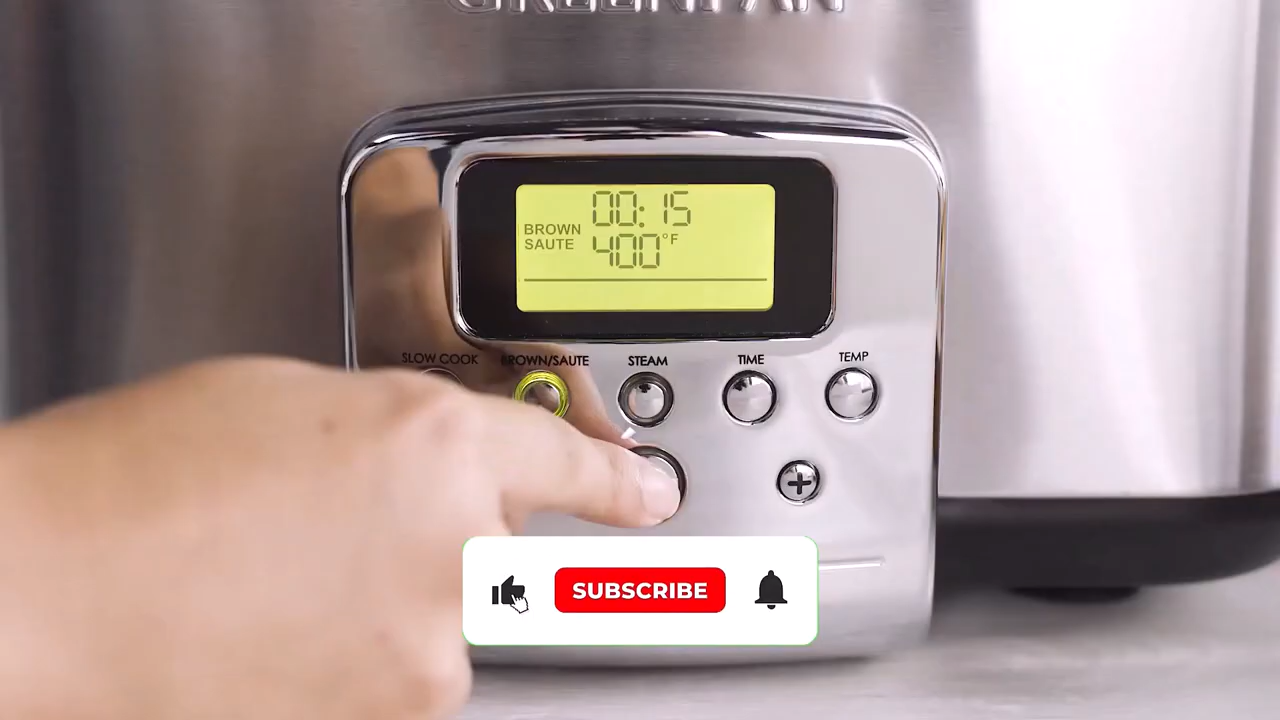 GREENPAN
00:15
BROWN
SAUTE
400°F
SLOW COOK
BROWN/SAUTE
STEAM
TIME
TEMP
SUBSCRIBE